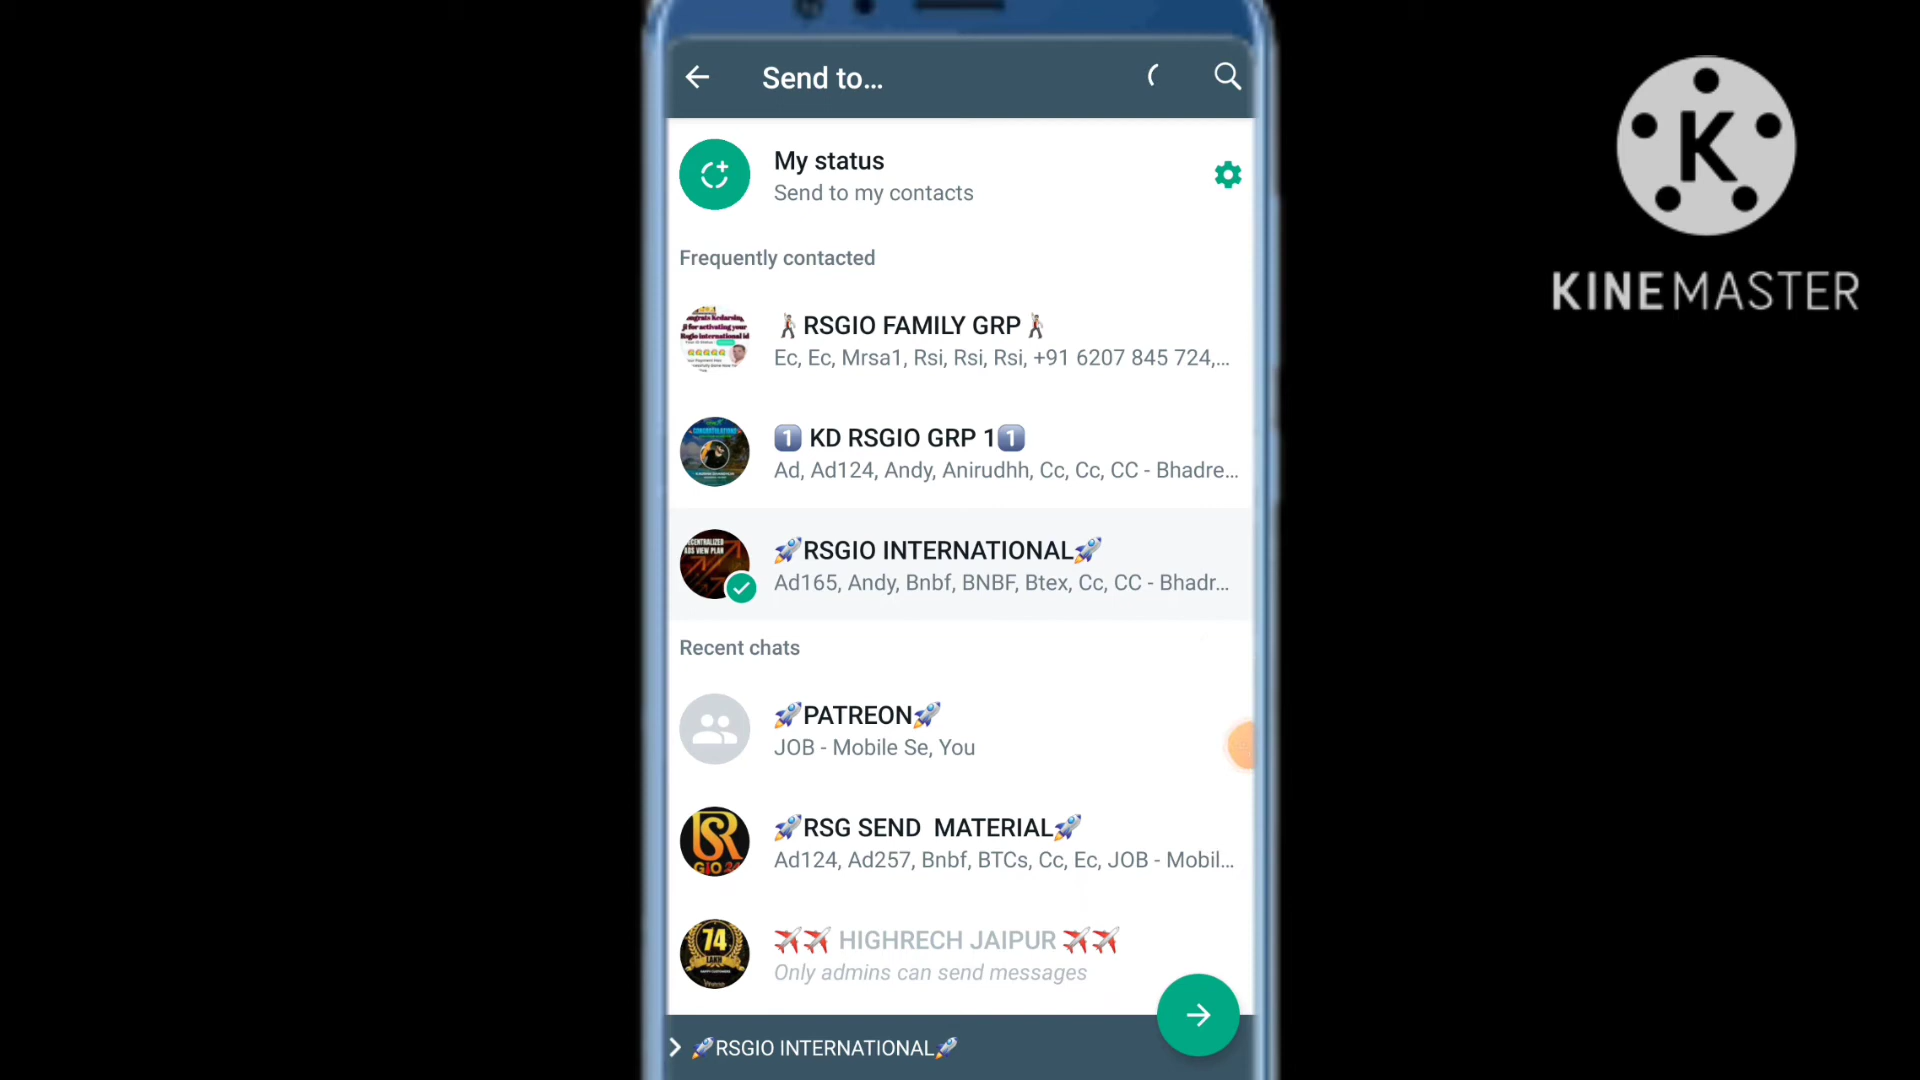 Send to...
My status
Send to my contacts
Frequently contacted
RSGIO FAMILY GRP
Ec, Ec, Mrsa1, Rsi, Rsi, Rsi, +91 6207 845 724,...
1 KD RSGIO GRP 1 1
Ad, Ad124, Andy, Anirudhh, Cc, Cc, CC - Bhadre...
🚀RSGIO INTERNATIONAL🚀
Ad165, Andy, Bnbf, BNBF, Btex, Cc, CC - Bhadr...
Recent chats
🚀PATREON🚀
JOB - Mobile Se, You
🚀RSG SEND MATERIAL🚀
Ad124, Ad257, Bnbf, BTCs, Cc, Ec, JOB - Mobil...
HIGHRECH JAIPUR
Only admins can send messages
🚀RSGIO INTERNATIONAL🚀
K
KINEMASTER